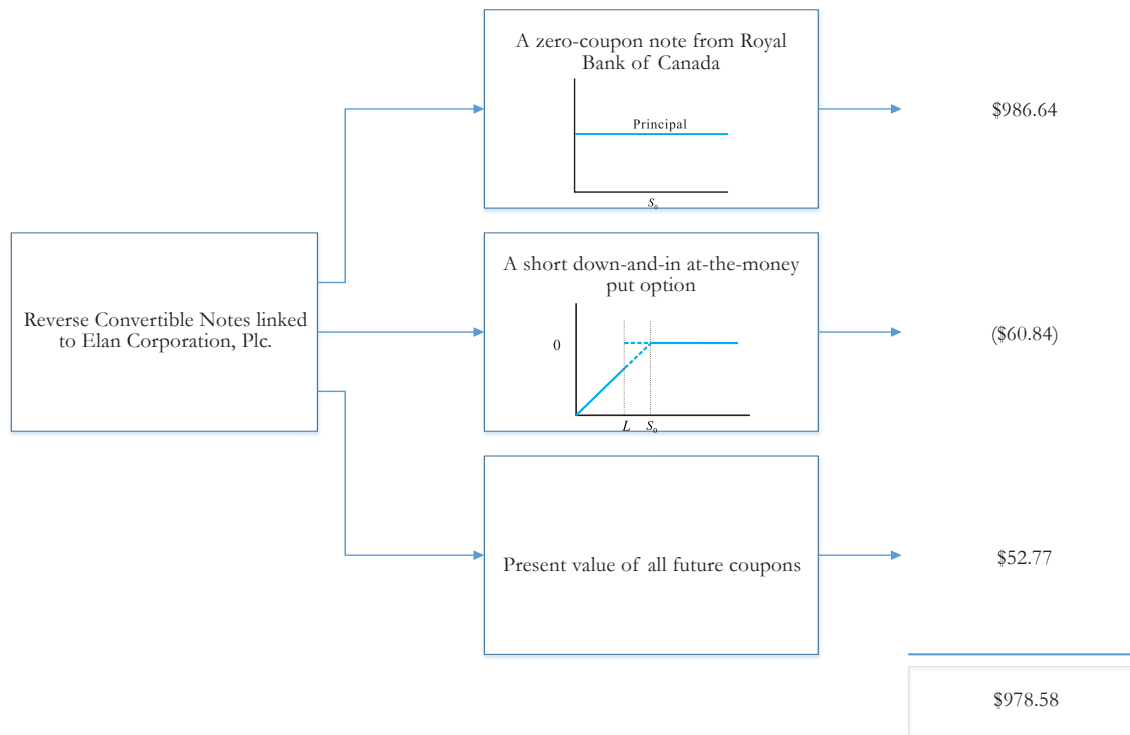 A zero-coupon note from Royal
Bank of Canada
Principal
S₀
$986.64
Reverse Convertible Notes linked
to Elan Corporation, Plc.
A short down-and-in at-the-money
put option
0
L S₀
($60.84)
Present value of all future coupons
$52.77
$978.58